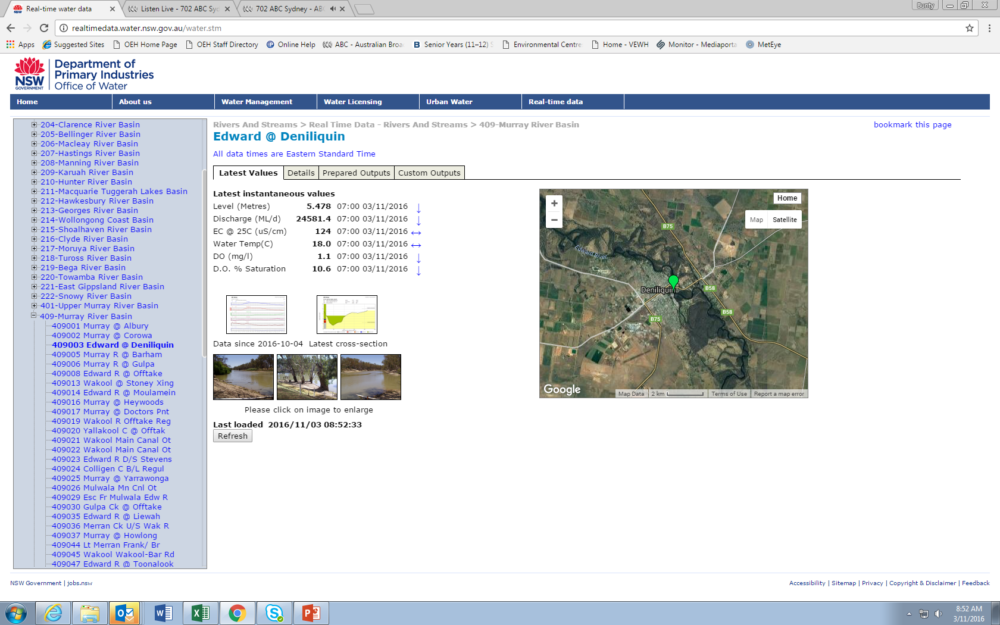 Real-time water data
Listen Live - 702 ABC Syd
702 ABC Sydney - ABC
Bunty
realtimedata.water.nsw.gov.au/water.stm
Apps
Suggested Sites
OEH Home Page
OEH Staff Directory
Online Help
ABC - Australian Broa
Senior Years (11–12) S
Environmental Centre
Home - VEWH
Monitor - Mediaporta
MetEye
NSW
GOVERNMENT
Department of
Primary Industries
Office of Water
Home
About us
Water Management
Water Licensing
Urban Water
Real-time data
204-Clarence River Basin
205-Bellinger River Basin
206-Macleay River Basin
207-Hastings River Basin
208-Manning River Basin
209-Karuah River Basin
210-Hunter River Basin
211-Macquarie Tuggerah Lakes Basin
212-Hawkesbury River Basin
213-Georges River Basin
214-Wollongong Coast Basin
215-Shoalhaven River Basin
216-Clyde River Basin
217-Moruya River Basin
218-Tuross River Basin
219-Bega River Basin
220-Towamba River Basin
221-East Gippsland River Basin
222-Snowy River Basin
401-Upper Murray River Basin
409-Murray River Basin
409001 Murray @ Albury
409002 Murray @ Corowa
409003 Edward @ Deniliquin
409005 Murray R @ Barham
409006 Murray R @ Gulpa
409008 Edward R @ Offtake
409013 Wakool @ Stoney Xing
409014 Edward R @ Moulamein
409016 Murray @ Heywoods
409017 Murray @ Doctors Pnt
409019 Wakool R Offtake Reg
409020 Yallakool C @ Offtak
409021 Wakool Main Canal Ot
409022 Wakool Main Canal Ot
409023 Edward R D/S Stevens
409024 Colligen C B/L Regul
409025 Murray @ Yarrawonga
409026 Mulwala Mn Cnl Ot
409029 Esc Fr Mulwala Edw R
409030 Gulpa Ck @ Offtake
409035 Edward R @ Liewah
409036 Merran Ck U/S Wak R
409037 Murray @ Howlong
409044 Lt Merran Frank/ Br
409045 Wakool Wakool-Bar Rd
409047 Edward R @ Toonalook
Rivers And Streams > Real Time Data - Rivers And Streams > 409-Murray River Basin
bookmark this page
Edward @ Deniliquin
All data times are Eastern Standard Time
Latest Values
Details
Prepared Outputs
Custom Outputs
Latest instantaneous values
Level (Metres) 5.478 07:00 03/11/2016 ↓
Discharge (ML/d) 24581.4 07:00 03/11/2016 ↓
EC @ 25C (uS/cm) 124 07:00 03/11/2016 ↔
Water Temp(C) 18.0 07:00 03/11/2016 ↔
DO (mg/l) 1.1 07:00 03/11/2016 ↓
D.O. % Saturation 10.6 07:00 03/11/2016 ↓
Data since 2016-10-04
Latest cross-section
Please click on image to enlarge
Last loaded 2016/11/03 08:52:33
Refresh
+
−
Home
Map
Satellite
B75
Edward River
Deniliquin
B58
B58
B75
Google
Map Data
2 km
Terms of Use
Report a map error
NSW Government | jobs.nsw
Accessibility | Sitemap | Privacy | Copyright & Disclaimer | Feedback
8:52 AM
3/11/2016